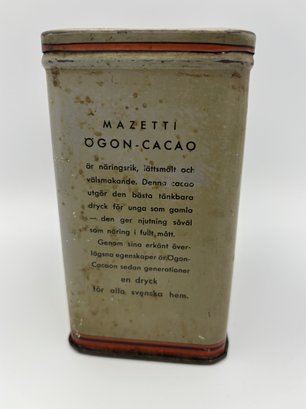 MAZETTI
ÖGON-CACAO
är näringsrik, lättsmält och
välsmakande. Denna cacao
utgör den bästa tänkbara
dryck för unga som gamla
— den ger njutning såväl
som näring i fullt mått.
Genom sina erkänt över-
lägsna egenskaper är Ögon-
Cacaon sedan generationer
en dryck
för alla svenska hem.